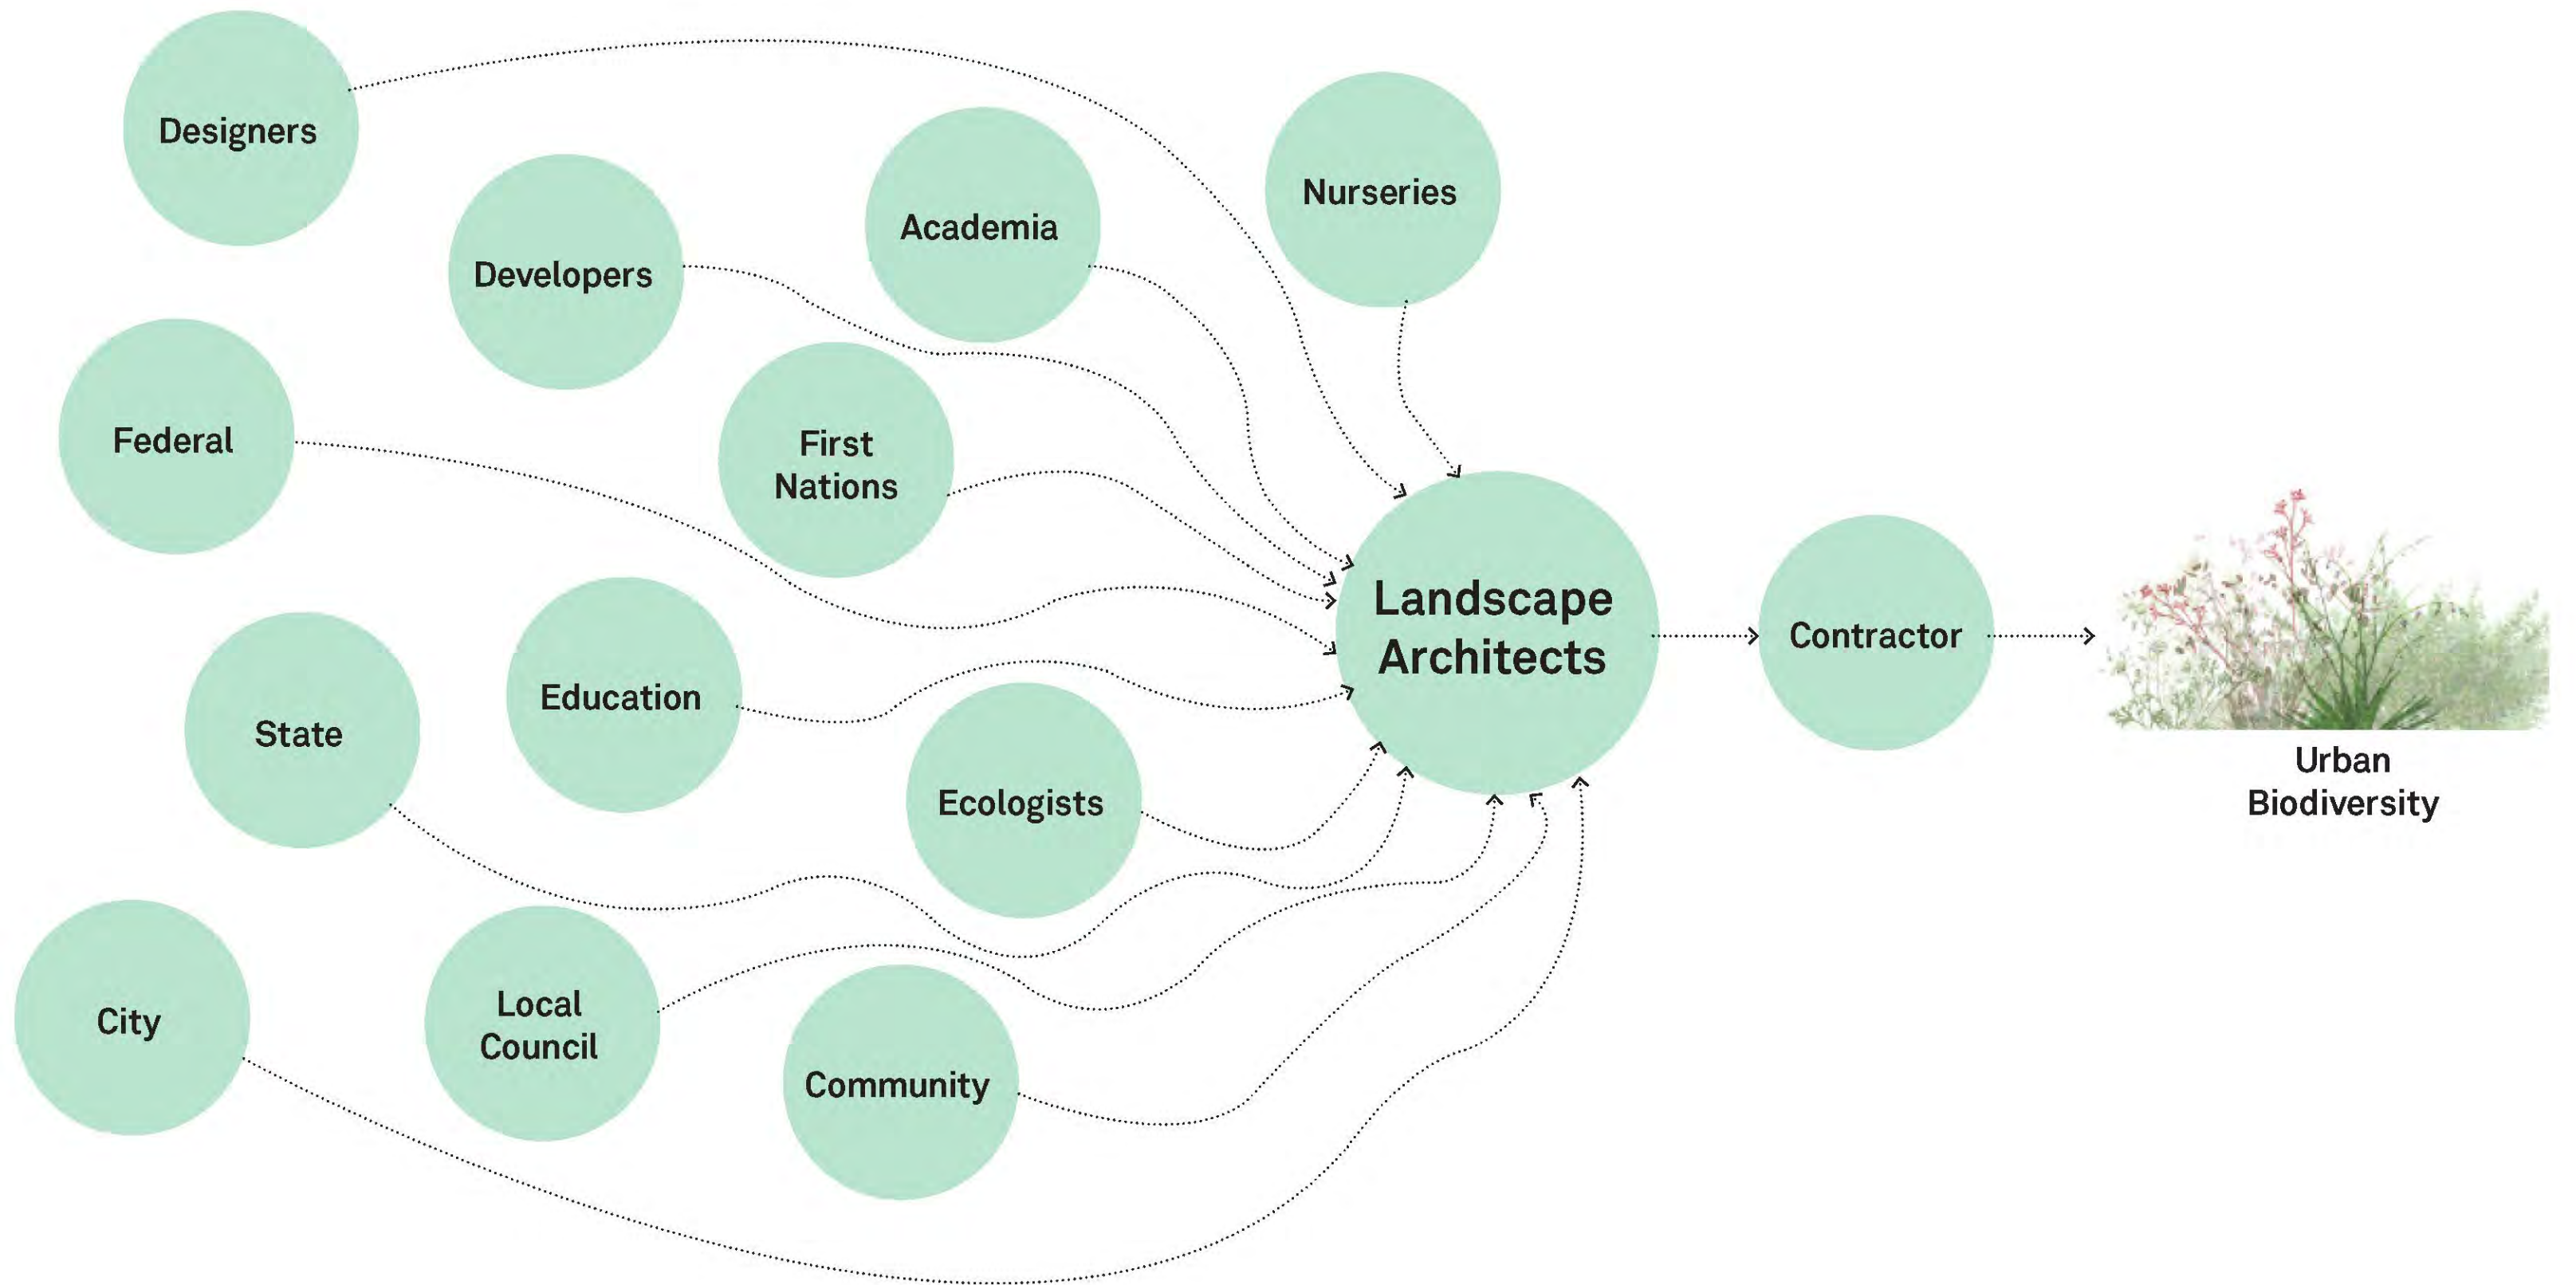 Designers
Nurseries
Academia
Developers
Federal
First
Nations
Landscape
Architects
Contractor
Education
State
Urban
Biodiversity
Ecologists
City
Local
Council
Community